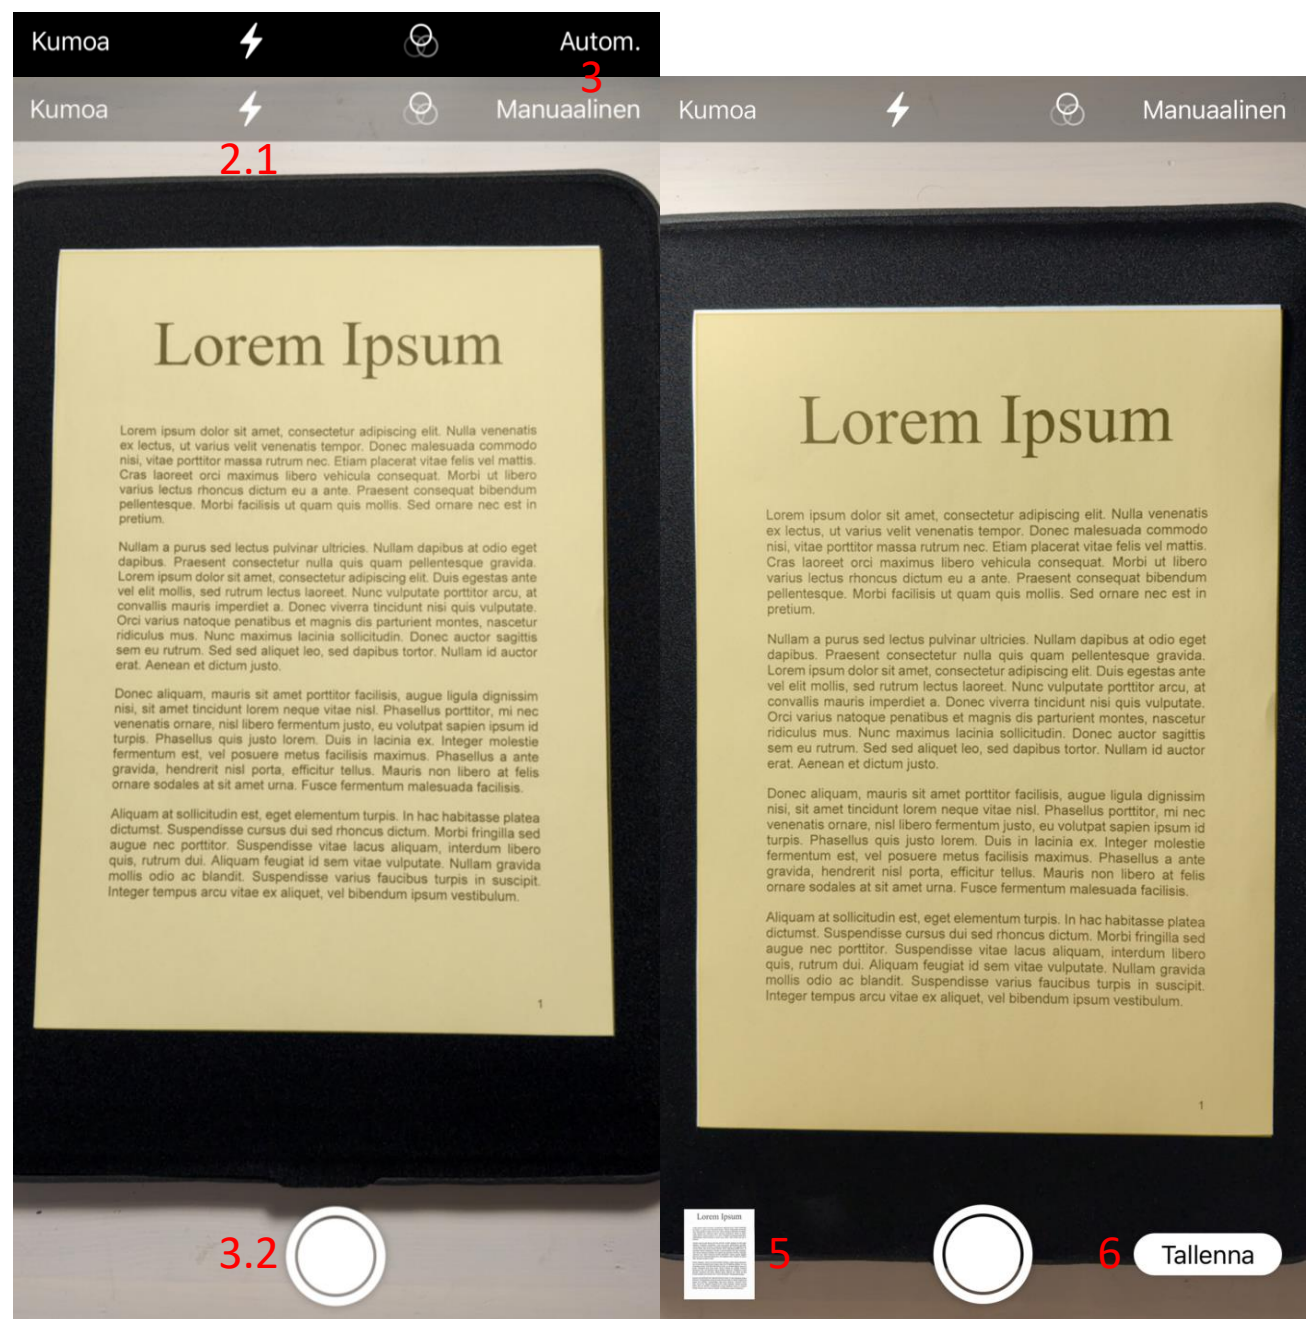 Kumoa Autom.
3
Kumoa Manuaalinen
2.1
Lorem Ipsum
Lorem ipsum dolor sit amet, consectetur adipiscing elit. Nulla venenatis
ex lectus, ut varius velit venenatis tempor. Donec malesuada commodo
nisi, vitae porttitor massa rutrum nec. Etiam placerat vitae felis vel mattis.
Cras laoreet orci maximus libero vehicula consequat. Morbi ut libero
varius lectus rhoncus dictum eu a ante. Praesent consequat bibendum
pellentesque. Morbi facilisis ut quam quis mollis. Sed ornare nec est in
pretium.
Nullam a purus sed lectus pulvinar ultricies. Nullam dapibus at odio eget
dapibus. Praesent consectetur nulla quis quam pellentesque gravida.
Lorem ipsum dolor sit amet, consectetur adipiscing elit. Duis egestas ante
vel elit mollis, sed rutrum lectus laoreet. Nunc vulputate porttitor arcu, at
convallis mauris imperdiet a. Donec viverra tincidunt nisi quis vulputate.
Orci varius natoque penatibus et magnis dis parturient montes, nascetur
ridiculus mus. Nunc maximus lacinia sollicitudin. Donec auctor sagittis
sem eu rutrum. Sed sed aliquet leo, sed dapibus tortor. Nullam id auctor
erat. Aenean et dictum justo.
Donec aliquam, mauris sit amet porttitor facilisis, augue ligula dignissim
nisi, sit amet tincidunt lorem neque vitae nisl. Phasellus porttitor, mi nec
venenatis ornare, nisl libero fermentum justo, eu volutpat sapien ipsum id
turpis. Phasellus quis justo lorem. Duis in lacinia ex. Integer molestie
fermentum est, vel posuere metus facilisis maximus. Phasellus a ante
gravida, hendrerit nisl porta, efficitur tellus. Mauris non libero at felis
ornare sodales at sit amet urna. Fusce fermentum malesuada facilisis.
Aliquam at sollicitudin est, eget elementum turpis. In hac habitasse platea
dictumst. Suspendisse cursus dui sed rhoncus dictum. Morbi fringilla sed
augue nec porttitor. Suspendisse vitae lacus aliquam, interdum libero
quis, rutrum dui. Aliquam feugiat id sem vitae vulputate. Nullam gravida
mollis odio ac blandit. Suspendisse varius faucibus turpis in suscipit.
Integer tempus arcu vitae ex aliquet, vel bibendum ipsum vestibulum.
1
3.2
Kumoa Manuaalinen
Lorem Ipsum
Lorem ipsum dolor sit amet, consectetur adipiscing elit. Nulla venenatis
ex lectus, ut varius velit venenatis tempor. Donec malesuada commodo
nisi, vitae porttitor massa rutrum nec. Etiam placerat vitae felis vel mattis.
Cras laoreet orci maximus libero vehicula consequat. Morbi ut libero
varius lectus rhoncus dictum eu a ante. Praesent consequat bibendum
pellentesque. Morbi facilisis ut quam quis mollis. Sed ornare nec est in
pretium.
Nullam a purus sed lectus pulvinar ultricies. Nullam dapibus at odio eget
dapibus. Praesent consectetur nulla quis quam pellentesque gravida.
Lorem ipsum dolor sit amet, consectetur adipiscing elit. Duis egestas ante
vel elit mollis, sed rutrum lectus laoreet. Nunc vulputate porttitor arcu, at
convallis mauris imperdiet a. Donec viverra tincidunt nisi quis vulputate.
Orci varius natoque penatibus et magnis dis parturient montes, nascetur
ridiculus mus. Nunc maximus lacinia sollicitudin. Donec auctor sagittis
sem eu rutrum. Sed sed aliquet leo, sed dapibus tortor. Nullam id auctor
erat. Aenean et dictum justo.
Donec aliquam, mauris sit amet porttitor facilisis, augue ligula dignissim
nisi, sit amet tincidunt lorem neque vitae nisl. Phasellus porttitor, mi nec
venenatis ornare, nisl libero fermentum justo, eu volutpat sapien ipsum id
turpis. Phasellus quis justo lorem. Duis in lacinia ex. Integer molestie
fermentum est, vel posuere metus facilisis maximus. Phasellus a ante
gravida, hendrerit nisl porta, efficitur tellus. Mauris non libero at felis
ornare sodales at sit amet urna. Fusce fermentum malesuada facilisis.
Aliquam at sollicitudin est, eget elementum turpis. In hac habitasse platea
dictumst. Suspendisse cursus dui sed rhoncus dictum. Morbi fringilla sed
augue nec porttitor. Suspendisse vitae lacus aliquam, interdum libero
quis, rutrum dui. Aliquam feugiat id sem vitae vulputate. Nullam gravida
mollis odio ac blandit. Suspendisse varius faucibus turpis in suscipit.
Integer tempus arcu vitae ex aliquet, vel bibendum ipsum vestibulum.
1
Lorem Ipsum
5
6 Tallenna